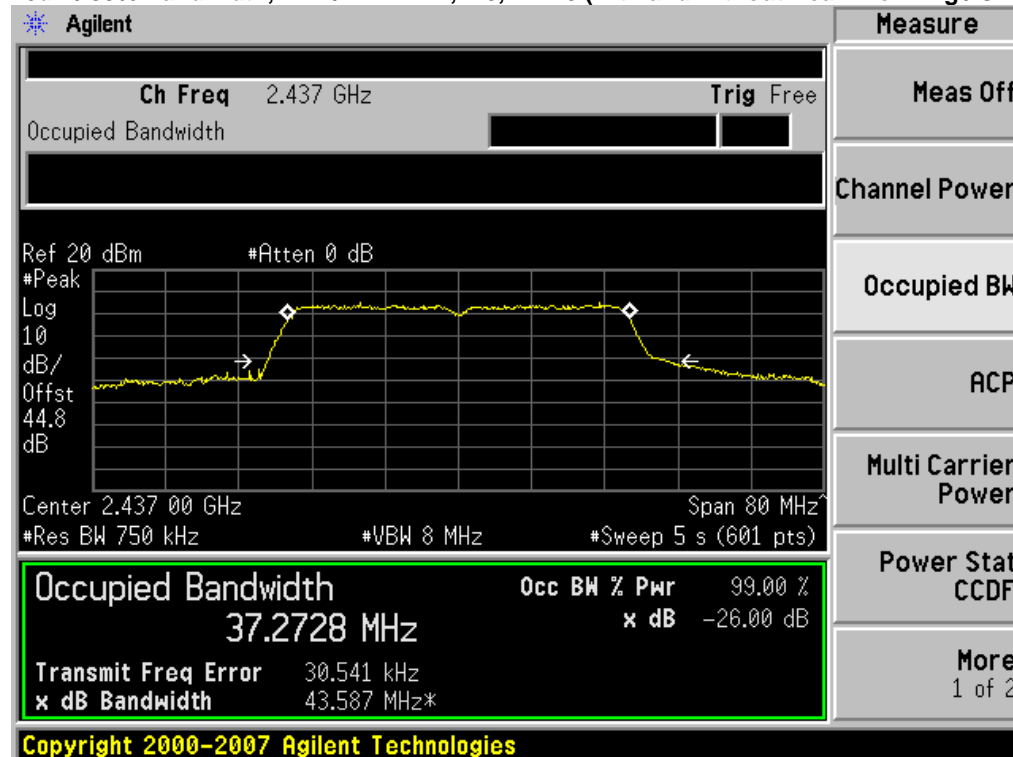 Agilent
Measure
Ch Freq 2.437 GHz Trig Free
Occupied Bandwidth
Meas Off
Channel Power
Occupied BW
ACP
Multi Carrier
Power
Power Stat
CCDF
More
1 of 2
Ref 20 dBm #Atten 0 dB
#Peak
Log
10
dB/
Offst
44.8
dB
Center 2.437 00 GHz Span 80 MHz^
#Res BW 750 kHz #VBW 8 MHz #Sweep 5 s (601 pts)
Occupied Bandwidth Occ BW % Pwr 99.00 %
37.2728 MHz x dB -26.00 dB
Transmit Freq Error 30.541 kHz
x dB Bandwidth 43.587 MHz*
Copyright 2000-2007 Agilent Technologies